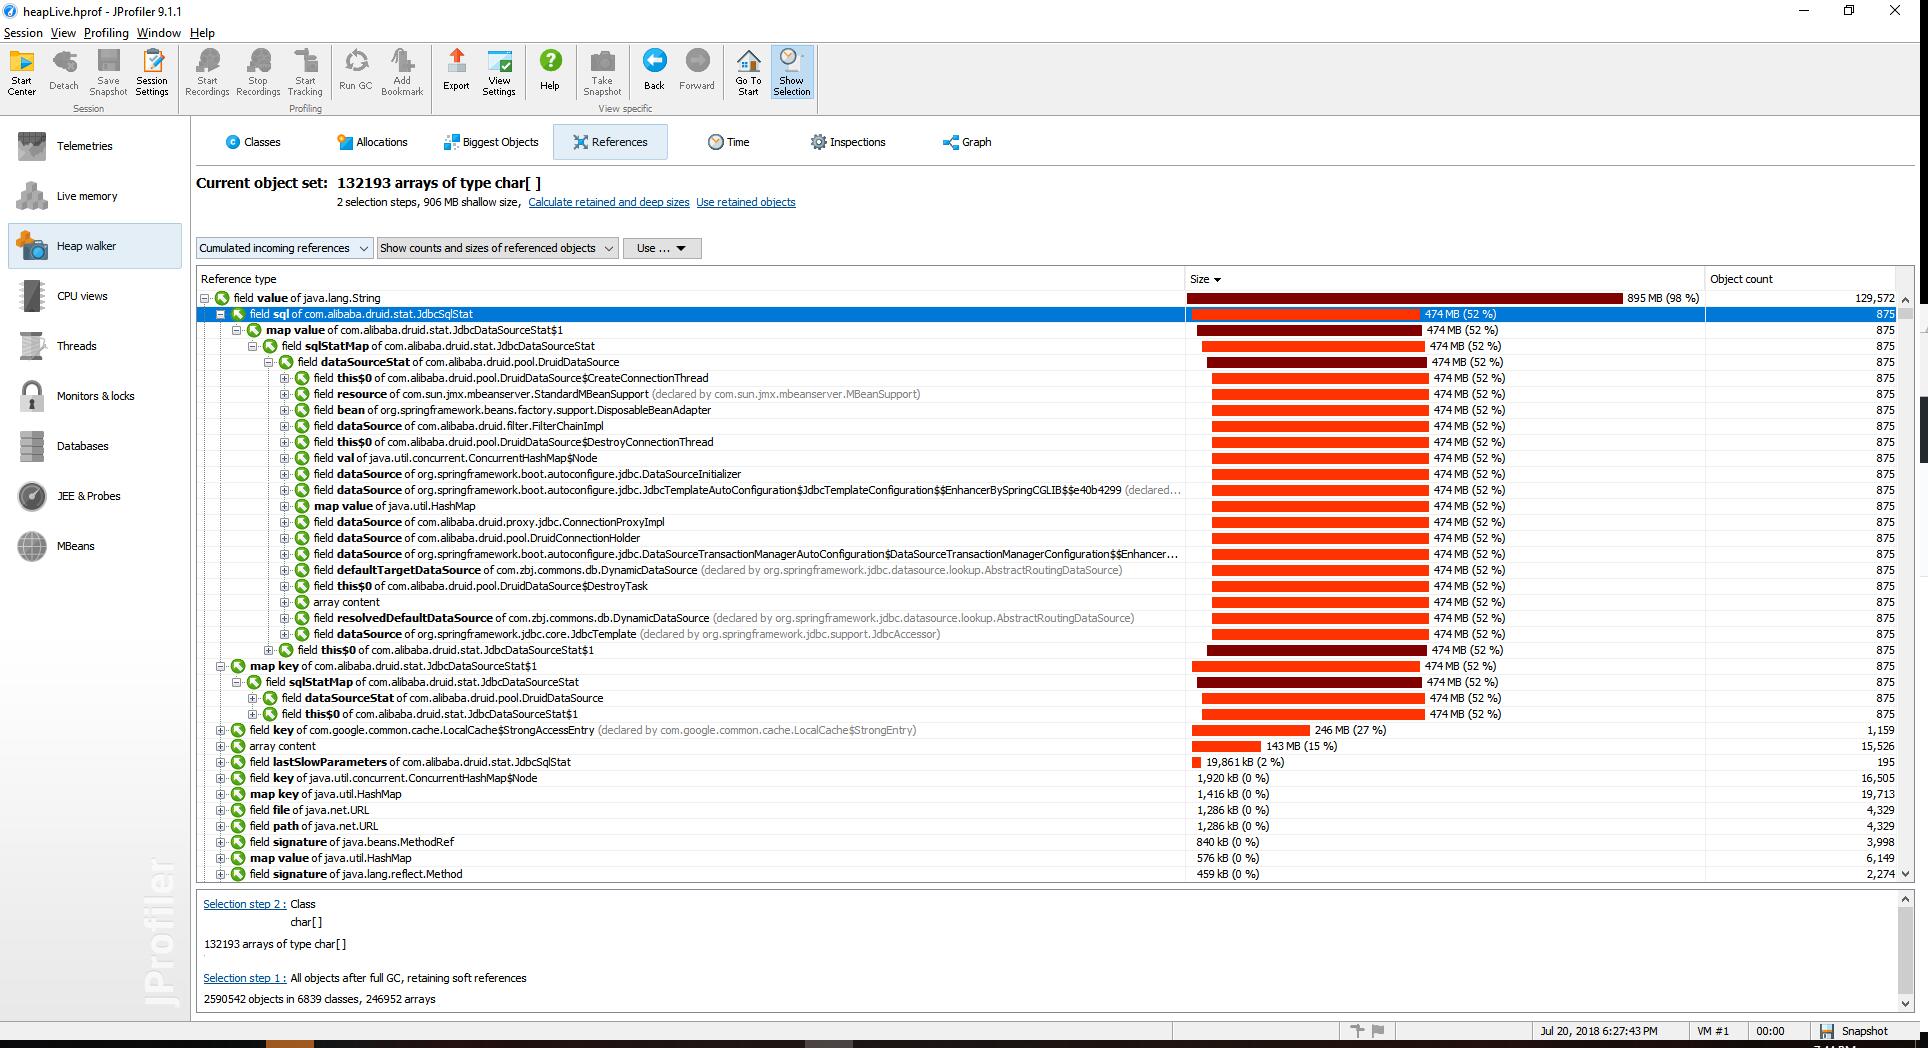 heapLive.hprof - JProfiler 9.1.1
Session View Profiling Window Help
Start Center
Detach
Save Snapshot
Session Settings
Start Recordings
Stop Recordings
Start Tracking
Run GC
Add Bookmark
Export
View Settings
Help
Take Snapshot
Back
Forward
Go To Start
Show Selection
Session
Profiling
View specific
Telemetries
Live memory
Heap walker
CPU views
Threads
Monitors & locks
Databases
JEE & Probes
MBeans
JProfiler
Classes Allocations Biggest Objects References Time Inspections Graph
Current object set: 132193 arrays of type char[ ]
2 selection steps, 906 MB shallow size, Calculate retained and deep sizes Use retained objects
Cumulated incoming references Show counts and sizes of referenced objects Use ...
Reference type Size Object count
field value of java.lang.String 895 MB (98 %) 129,572
field sql of com.alibaba.druid.stat.JdbcSqlStat 474 MB (52 %) 875
map value of com.alibaba.druid.stat.JdbcDataSourceStat$1 474 MB (52 %) 875
field sqlStatMap of com.alibaba.druid.stat.JdbcDataSourceStat 474 MB (52 %) 875
field dataSourceStat of com.alibaba.druid.pool.DruidDataSource 474 MB (52 %) 875
field this$0 of com.alibaba.druid.pool.DruidDataSource$CreateConnectionThread 474 MB (52 %) 875
field resource of com.sun.jmx.mbeanserver.StandardMBeanSupport (declared by com.sun.jmx.mbeanserver.MBeanSupport) 474 MB (52 %) 875
field bean of org.springframework.beans.factory.support.DisposableBeanAdapter 474 MB (52 %) 875
field dataSource of com.alibaba.druid.filter.FilterChainImpl 474 MB (52 %) 875
field this$0 of com.alibaba.druid.pool.DruidDataSource$DestroyConnectionThread 474 MB (52 %) 875
field val of java.util.concurrent.ConcurrentHashMap$Node 474 MB (52 %) 875
field dataSource of org.springframework.boot.autoconfigure.jdbc.DataSourceInitializer 474 MB (52 %) 875
field dataSource of org.springframework.boot.autoconfigure.jdbc.JdbcTemplateAutoConfiguration$JdbcTemplateConfiguration$$EnhancerBySpringCGLIB$$e40b4299 (declared... 474 MB (52 %) 875
map value of java.util.HashMap 474 MB (52 %) 875
field dataSource of com.alibaba.druid.proxy.jdbc.ConnectionProxyImpl 474 MB (52 %) 875
field dataSource of com.alibaba.druid.pool.DruidConnectionHolder 474 MB (52 %) 875
field dataSource of org.springframework.boot.autoconfigure.jdbc.DataSourceTransactionManagerAutoConfiguration$DataSourceTransactionManagerConfiguration$$Enhancer... 474 MB (52 %) 875
field defaultTargetDataSource of com.zbj.commons.db.DynamicDataSource (declared by org.springframework.jdbc.datasource.lookup.AbstractRoutingDataSource) 474 MB (52 %) 875
field this$0 of com.alibaba.druid.pool.DruidDataSource$DestroyTask 474 MB (52 %) 875
array content 474 MB (52 %) 875
field resolvedDefaultDataSource of com.zbj.commons.db.DynamicDataSource (declared by org.springframework.jdbc.datasource.lookup.AbstractRoutingDataSource) 474 MB (52 %) 875
field dataSource of org.springframework.jdbc.core.JdbcTemplate (declared by org.springframework.jdbc.support.JdbcAccessor) 474 MB (52 %) 875
field this$0 of com.alibaba.druid.stat.JdbcDataSourceStat$1 474 MB (52 %) 875
map key of com.alibaba.druid.stat.JdbcDataSourceStat$1 474 MB (52 %) 875
field sqlStatMap of com.alibaba.druid.stat.JdbcDataSourceStat 474 MB (52 %) 875
field dataSourceStat of com.alibaba.druid.pool.DruidDataSource 474 MB (52 %) 875
field this$0 of com.alibaba.druid.stat.JdbcDataSourceStat$1 474 MB (52 %) 875
field key of com.google.common.cache.LocalCache$StrongAccessEntry (declared by com.google.common.cache.LocalCache$StrongEntry) 246 MB (27 %) 1,159
array content 143 MB (15 %) 15,526
field lastSlowParameters of com.alibaba.druid.stat.JdbcSqlStat 19,861 kB (2 %) 195
field key of java.util.concurrent.ConcurrentHashMap$Node 1,920 kB (0 %) 16,505
map key of java.util.HashMap 1,416 kB (0 %) 19,713
field file of java.net.URL 1,286 kB (0 %) 4,329
field path of java.net.URL 1,286 kB (0 %) 4,329
field signature of java.beans.MethodRef 840 kB (0 %) 3,998
map value of java.util.HashMap 576 kB (0 %) 6,149
field signature of java.lang.reflect.Method 459 kB (0 %) 2,274
Selection step 2 : Class
char[ ]
132193 arrays of type char[ ]
Selection step 1 : All objects after full GC, retaining soft references
2590542 objects in 6839 classes, 246952 arrays
Jul 20, 2018 6:27:43 PM VM #1 00:00 Snapshot